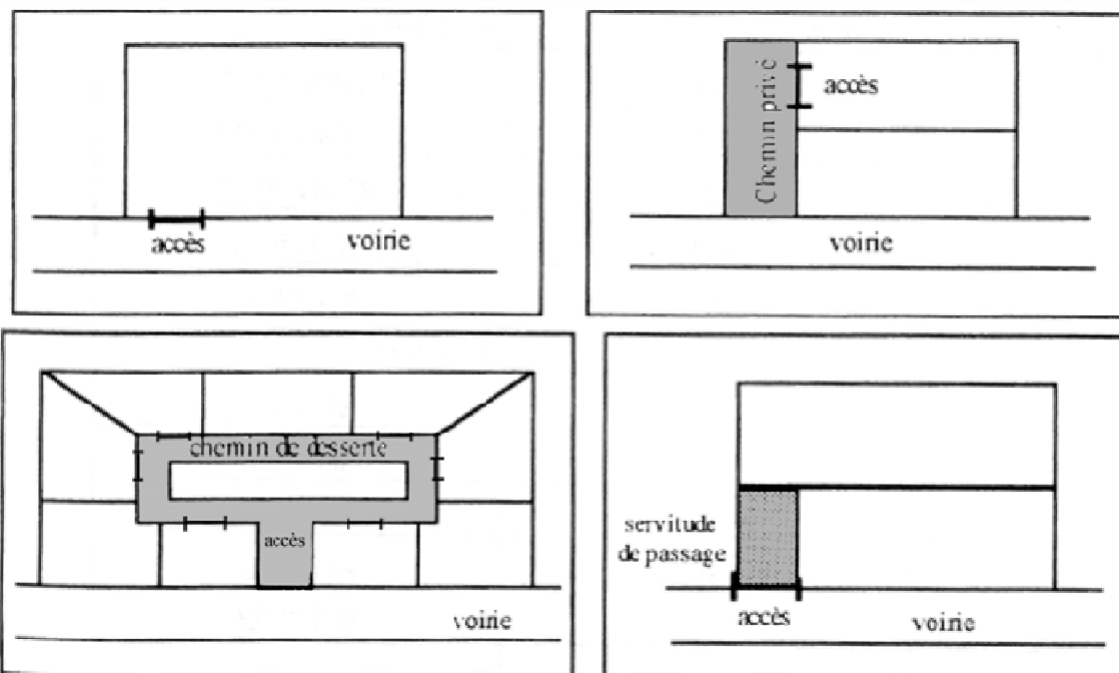 accès
voirie
Chemin privé
accès
voirie
chemin de desserte
accès
voirie
servitude
de passage
accès
voirie